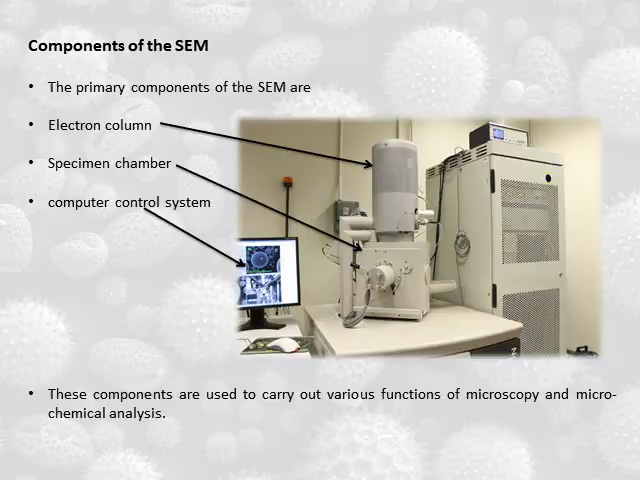 Components of the SEM
• The primary components of the SEM are
• Electron column
• Specimen chamber
• computer control system
• These components are used to carry out various functions of microscopy and micro-
chemical analysis.